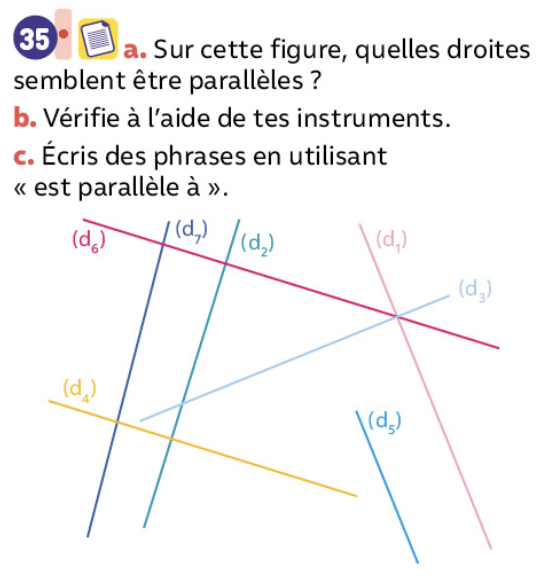 35 a. Sur cette figure, quelles droites
semblent être parallèles ?
b. Vérifie à l'aide de tes instruments.
c. Écris des phrases en utilisant
« est parallèle à ».
(d₆) (d₇) (d₂) (d₁)
(d₃)
(d₄)
(d₅)